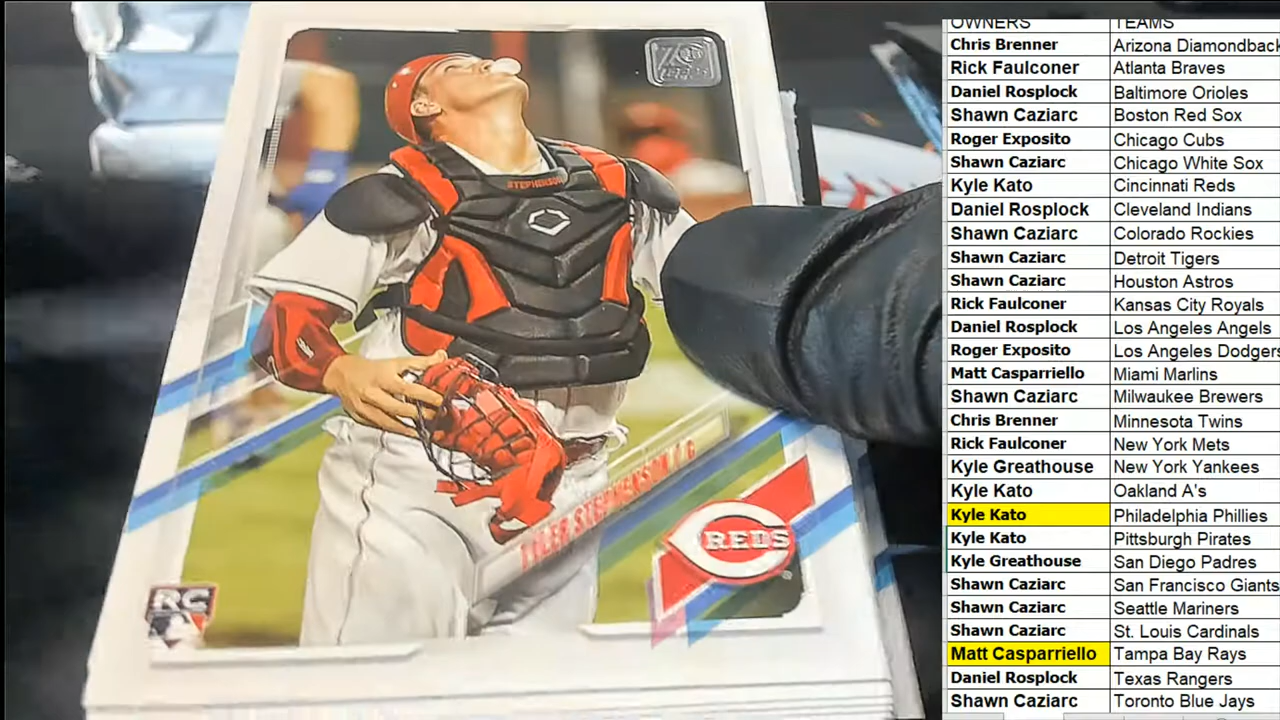 70
STEPHENSON
TYLER STEPHENSON / C
REDS
RC
OWNERS TEAMS
Chris Brenner Arizona Diamondback
Rick Faulconer Atlanta Braves
Daniel Rosplock Baltimore Orioles
Shawn Caziarc Boston Red Sox
Roger Exposito Chicago Cubs
Shawn Caziarc Chicago White Sox
Kyle Kato Cincinnati Reds
Daniel Rosplock Cleveland Indians
Shawn Caziarc Colorado Rockies
Shawn Caziarc Detroit Tigers
Shawn Caziarc Houston Astros
Rick Faulconer Kansas City Royals
Daniel Rosplock Los Angeles Angels
Roger Exposito Los Angeles Dodgers
Matt Casparriello Miami Marlins
Shawn Caziarc Milwaukee Brewers
Chris Brenner Minnesota Twins
Rick Faulconer New York Mets
Kyle Greathouse New York Yankees
Kyle Kato Oakland A's
Kyle Kato Philadelphia Phillies
Kyle Kato Pittsburgh Pirates
Kyle Greathouse San Diego Padres
Shawn Caziarc San Francisco Giants
Shawn Caziarc Seattle Mariners
Shawn Caziarc St. Louis Cardinals
Matt Casparriello Tampa Bay Rays
Daniel Rosplock Texas Rangers
Shawn Caziarc Toronto Blue Jays